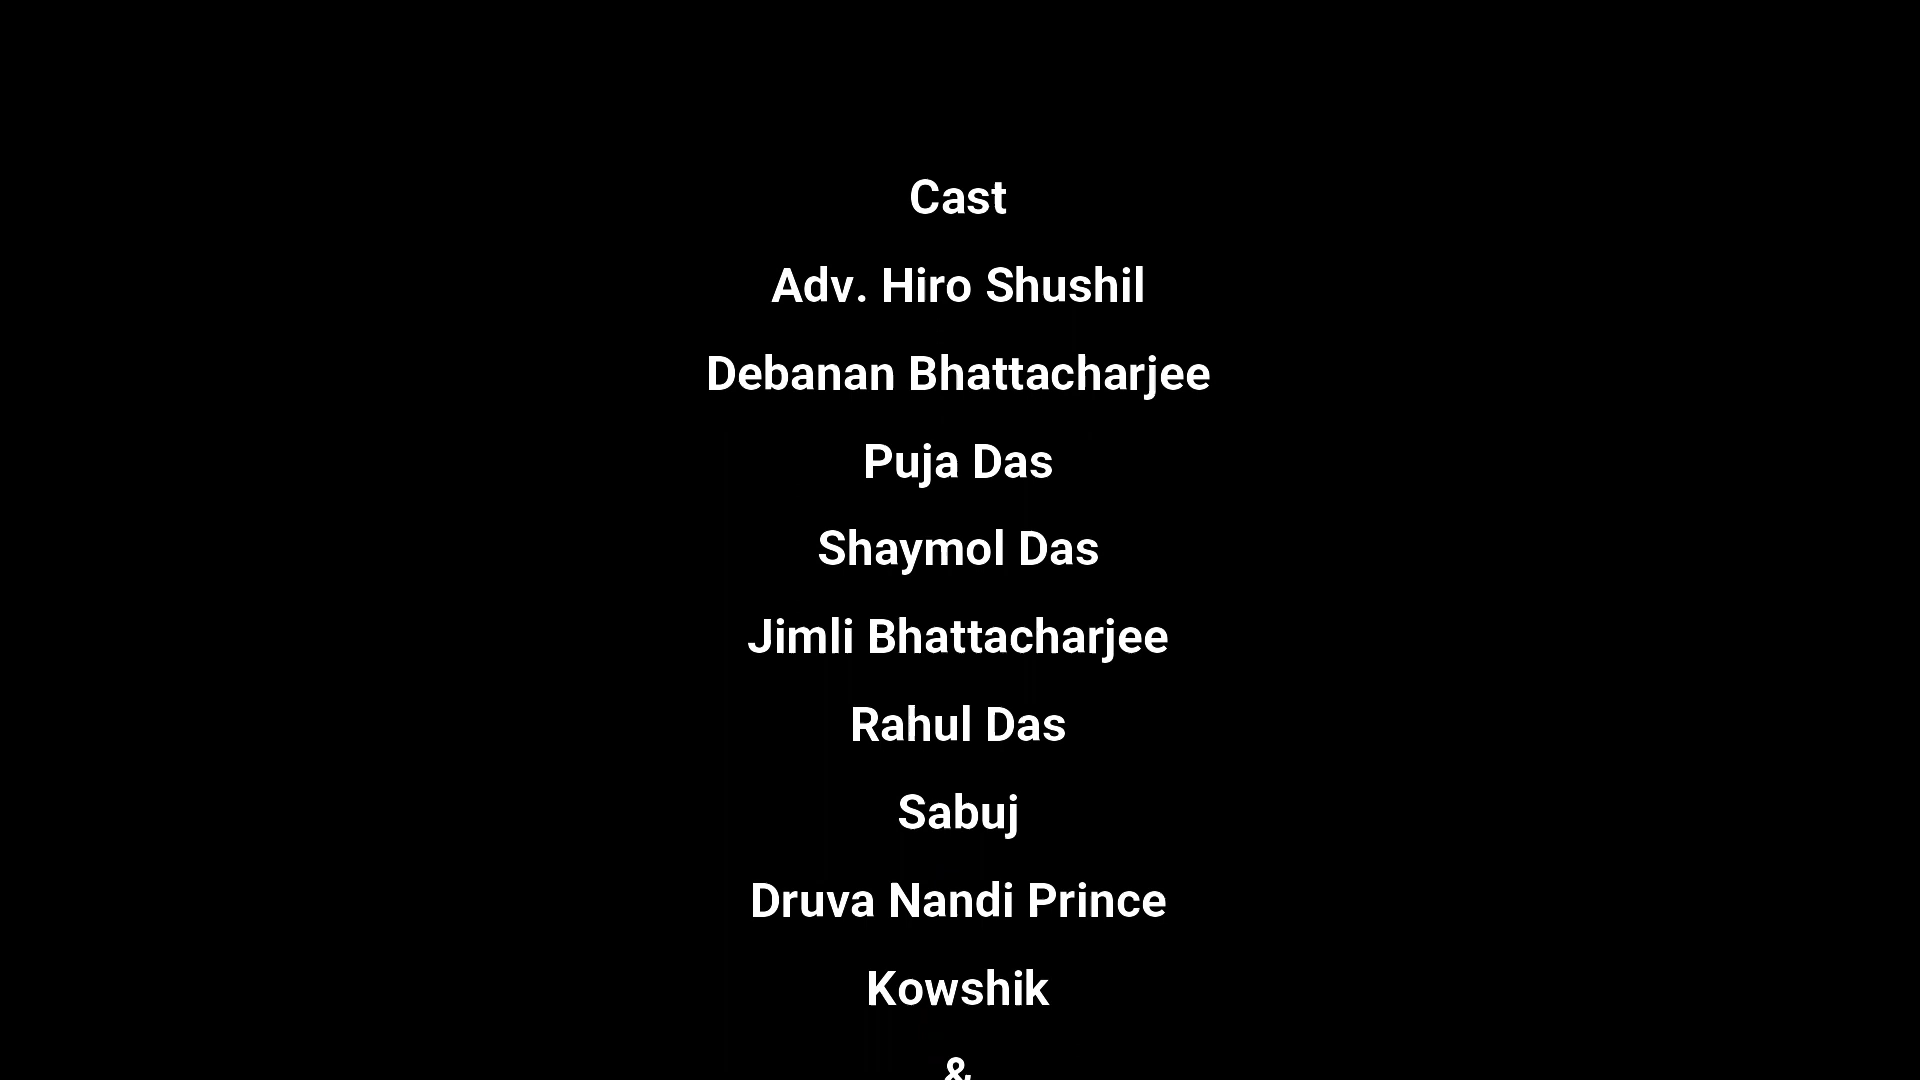 Cast
Adv. Hiro Shushil
Debanan Bhattacharjee
Puja Das
Shaymol Das
Jimli Bhattacharjee
Rahul Das
Sabuj
Druva Nandi Prince
Kowshik
&